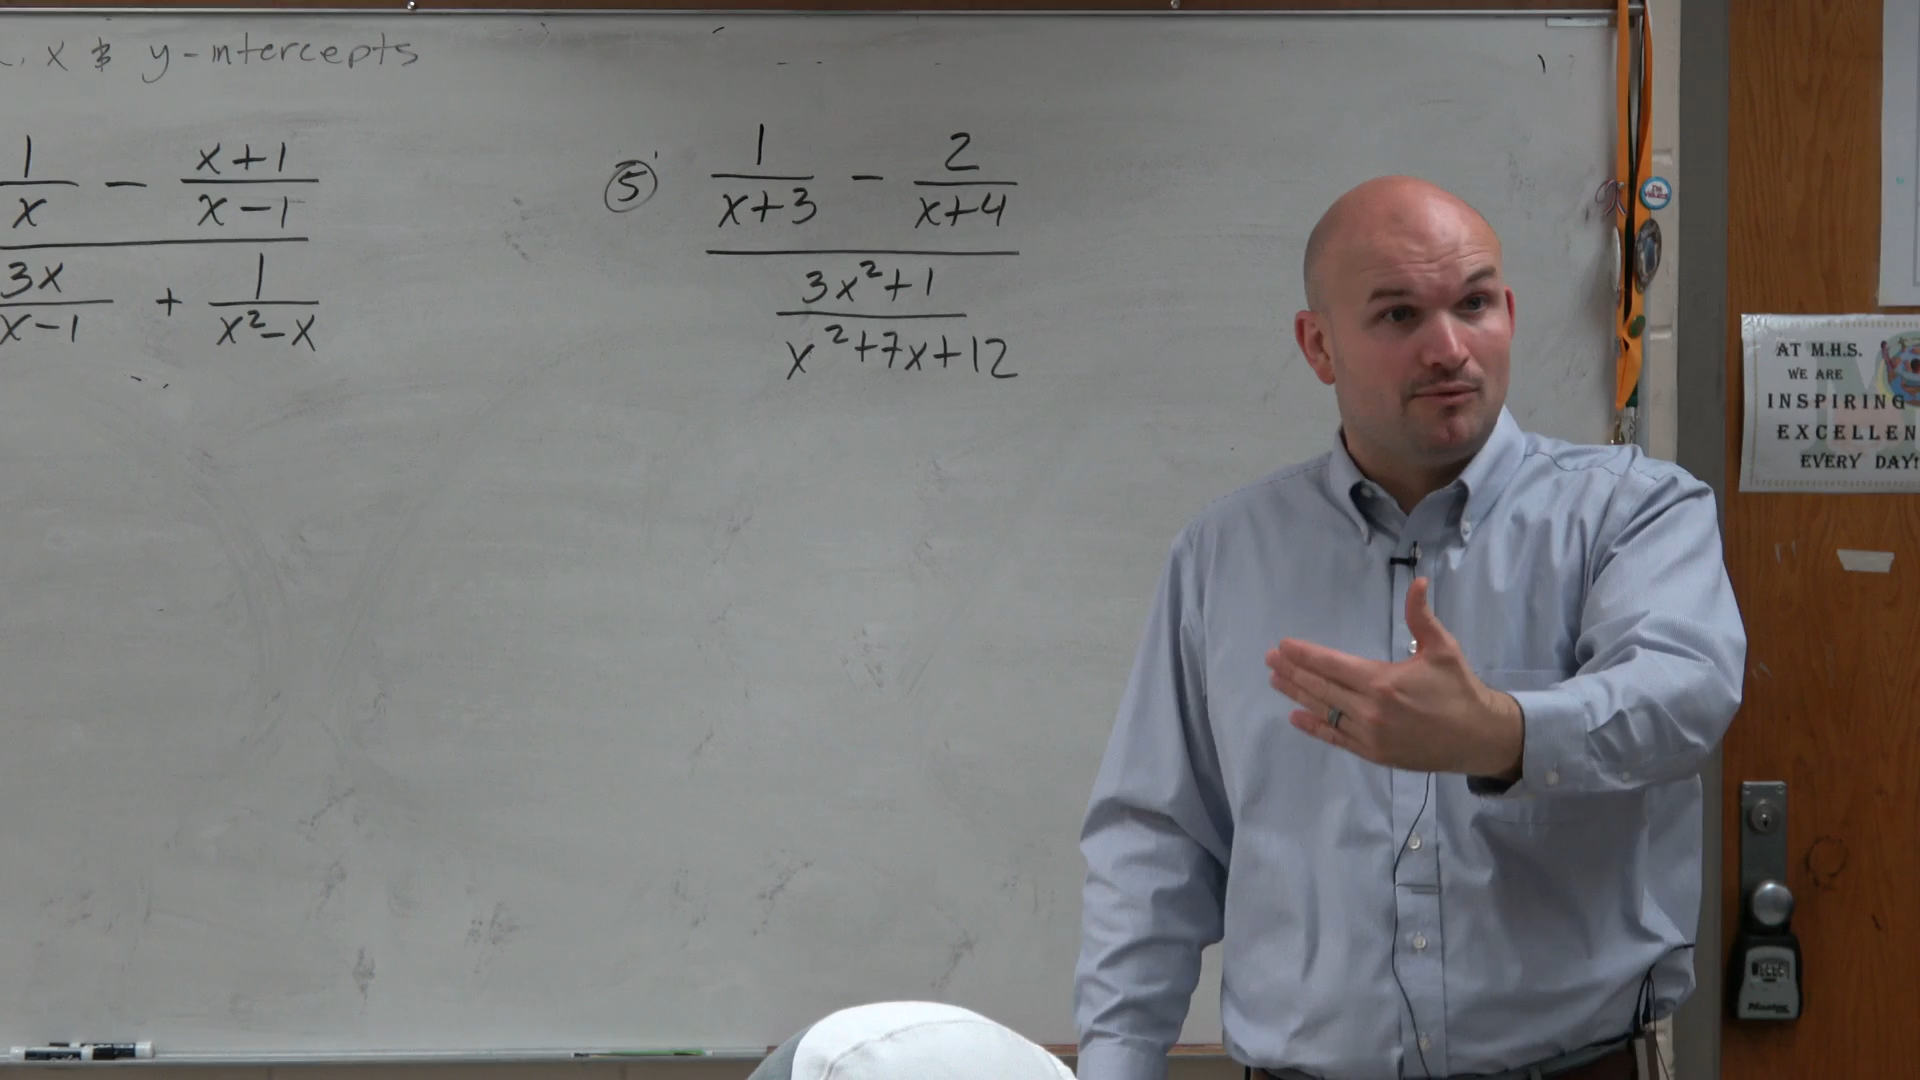 x & y-intercepts
1/x - (x+1)/(x-1)
3x/(x-1) + 1/(x²-x)
⑤ 1/(x+3) - 2/(x+4)
(3x²+1)/(x²+7x+12)
AT M.H.S.
WE ARE
INSPIRING
EXCELLEN
EVERY DAY!
Master